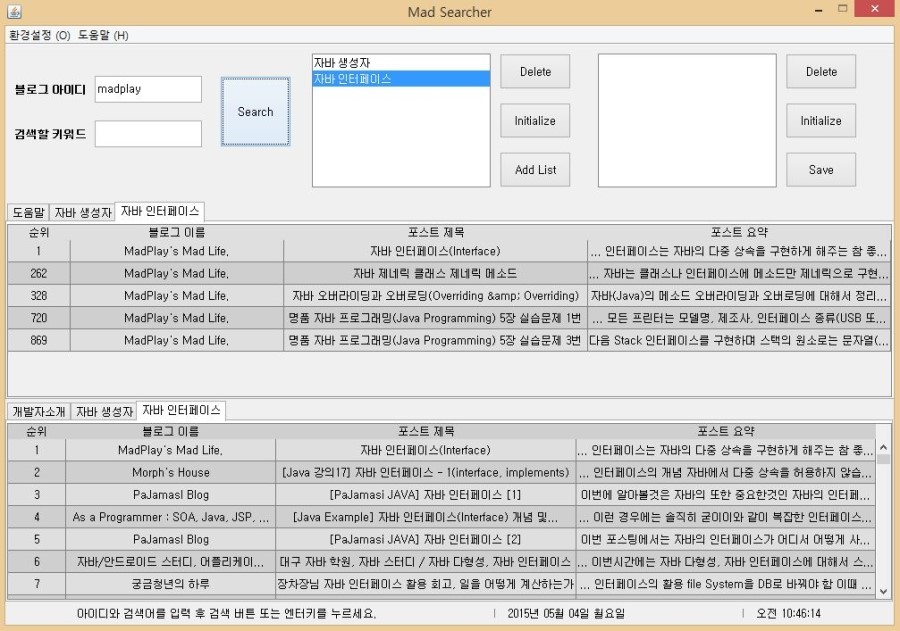 Mad Searcher
환경설정 (O) 도움말 (H)
블로그 아이디 madplay
검색할 키워드
Search
자바 생성자
자바 인터페이스
Delete
Initialize
Add List
Delete
Initialize
Save
도움말 자바 생성자 자바 인터페이스
순위 블로그 이름 포스트 제목 포스트 요약
1 MadPlay's Mad Life. 자바 인터페이스(Interface) ... 인터페이스는 자바의 다중 상속을 구현하게 해주는 참 좋...
262 MadPlay's Mad Life. 자바 제네릭 클래스 제네릭 메소드 ... 자바는 클래스나 인터페이스에 메소드만 제네릭으로 구현...
328 MadPlay's Mad Life. 자바 오버라이딩과 오버로딩(Overriding &amp; Overriding) 자바(Java)의 메소드 오버라이딩과 오버로딩에 대해서 정리...
720 MadPlay's Mad Life. 명품 자바 프로그래밍(Java Programming) 5장 실습문제 1번 ... 모든 프린터는 모델명, 제조사, 인터페이스 종류(USB 또...
869 MadPlay's Mad Life. 명품 자바 프로그래밍(Java Programming) 5장 실습문제 3번 다음 Stack 인터페이스를 구현하며 스택의 원소로는 문자열(...
개발자소개 자바 생성자 자바 인터페이스
순위 블로그 이름 포스트 제목 포스트 요약
1 MadPlay's Mad Life. 자바 인터페이스(Interface) ... 인터페이스는 자바의 다중 상속을 구현하게 해주는 참 좋...
2 Morph's House [Java 강의17] 자바 인터페이스 - 1(interface, implements) ... 인터페이스의 개념 자바에서 다중 상속을 허용하지 않습...
3 PaJamasI Blog [PaJamasi JAVA] 자바 인터페이스 [1] 이번에 알아볼것은 자바의 또한 중요한것인 자바의 인터페...
4 As a Programmer : SOA, Java, JSP, ... [Java Example] 자바 인터페이스(Interface) 개념 및... ... 이런 경우에는 솔직히 굳이이와 같이 복잡한 인터페이스...
5 PaJamasI Blog [PaJamasi JAVA] 자바 인터페이스 [2] 이번 포스팅에서는 자바의 인터페이스가 어디서 어떻게 사...
6 자바/안드로이드 스터디, 어플리케이... 대구 자바 학원, 자바 스터디 / 자바 다형성, 자바 인터페이스 ... 이번시간에는 자바 다형성, 자바 인터페이스에 대해서 스...
7 궁금청년의 하루 장차장님 자바 인터페이스 활용 회고, 일을 어떻게 계산하는가 ... 인터페이스의 활용 file System을 DB로 바꿔야 할 이때 ...
아이디와 검색어를 입력 후 검색 버튼 또는 엔터키를 누르세요. 2015년 05월 04일 월요일 오전 10:46:14